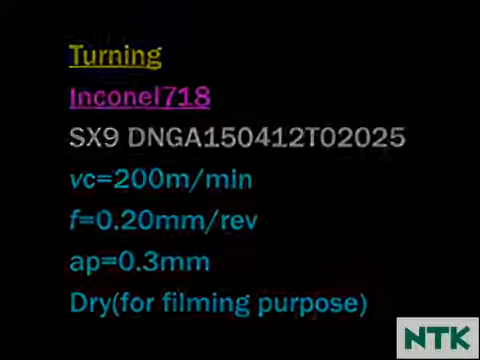 Turning
Inconel718
SX9 DNGA150412T02025
vc=200m/min
f=0.20mm/rev
ap=0.3mm
Dry(for filming purpose)
NTK